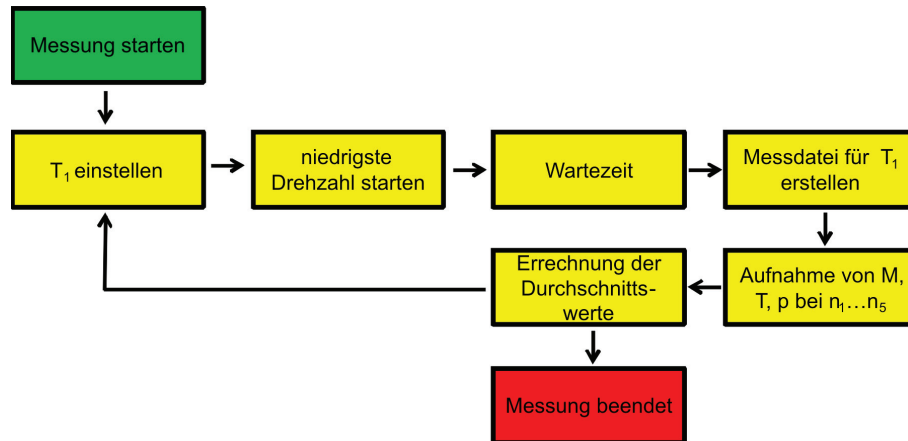 Messung starten
T₁ einstellen
niedrigste
Drehzahl starten
Wartezeit
Messdatei für T₁
erstellen
Aufnahme von M,
T, p bei n₁...n₅
Errechnung der
Durchschnitts-
werte
Messung beendet